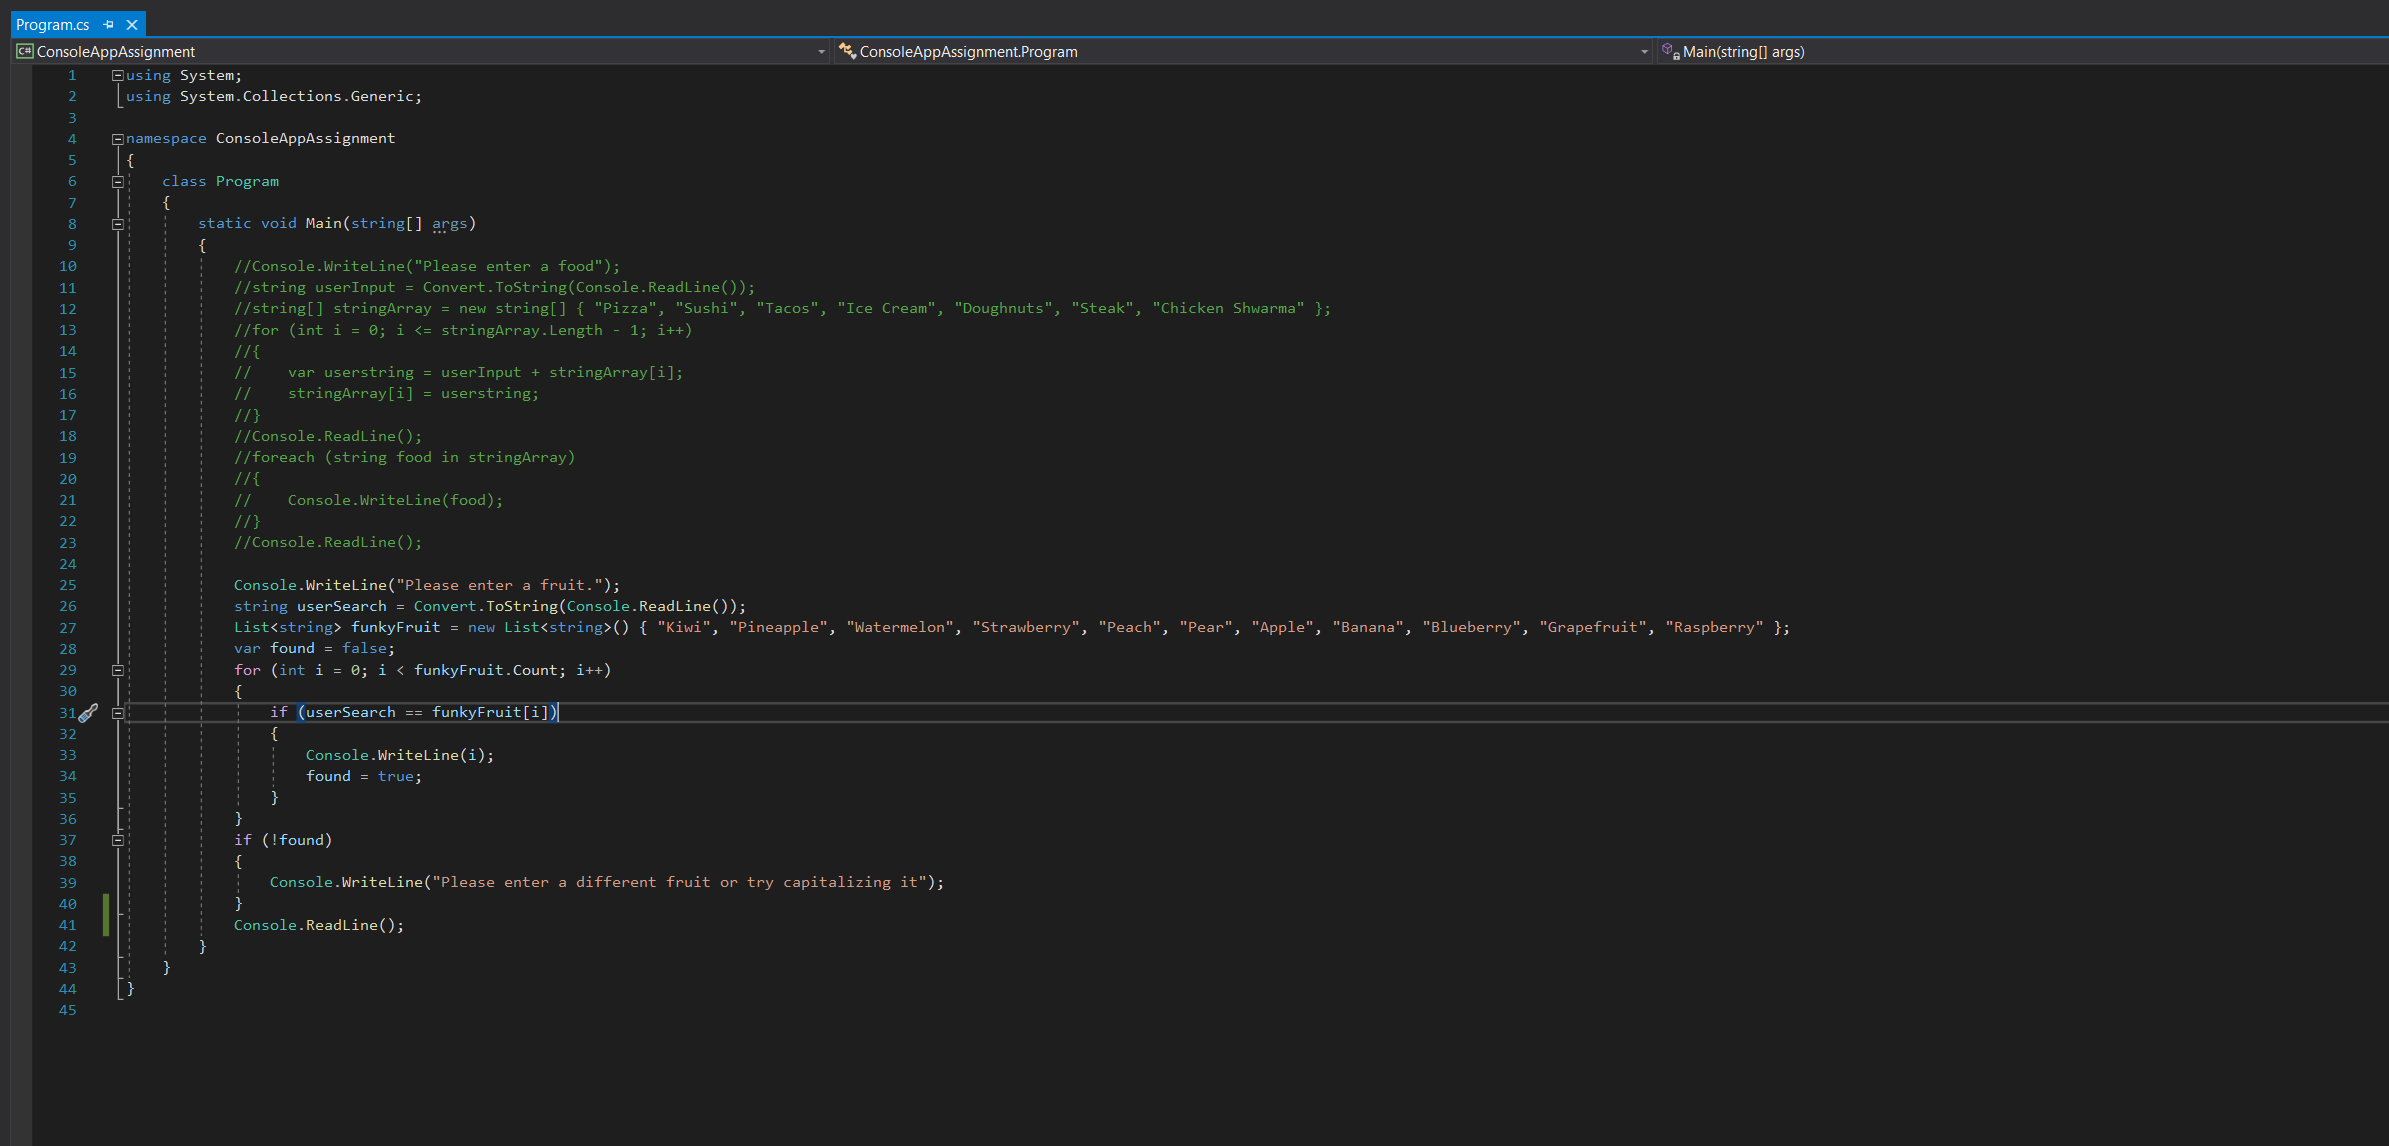 Program.cs
C# ConsoleAppAssignment ConsoleAppAssignment.Program Main(string[] args)
1 using System;
2 using System.Collections.Generic;
3
4 namespace ConsoleAppAssignment
5 {
6 class Program
7 {
8 static void Main(string[] args)
9 {
10 //Console.WriteLine("Please enter a food");
11 //string userInput = Convert.ToString(Console.ReadLine());
12 //string[] stringArray = new string[] { "Pizza", "Sushi", "Tacos", "Ice Cream", "Doughnuts", "Steak", "Chicken Shwarma" };
13 //for (int i = 0; i <= stringArray.Length - 1; i++)
14 //{
15 //    var userstring = userInput + stringArray[i];
16 //    stringArray[i] = userstring;
17 //}
18 //Console.ReadLine();
19 //foreach (string food in stringArray)
20 //{
21 //    Console.WriteLine(food);
22 //}
23 //Console.ReadLine();
24
25 Console.WriteLine("Please enter a fruit.");
26 string userSearch = Convert.ToString(Console.ReadLine());
27 List<string> funkyFruit = new List<string>() { "Kiwi", "Pineapple", "Watermelon", "Strawberry", "Peach", "Pear", "Apple", "Banana", "Blueberry", "Grapefruit", "Raspberry" };
28 var found = false;
29 for (int i = 0; i < funkyFruit.Count; i++)
30 {
31 if (userSearch == funkyFruit[i])
32 {
33 Console.WriteLine(i);
34 found = true;
35 }
36 }
37 if (!found)
38 {
39 Console.WriteLine("Please enter a different fruit or try capitalizing it");
40 }
41 Console.ReadLine();
42 }
43 }
44 }
45